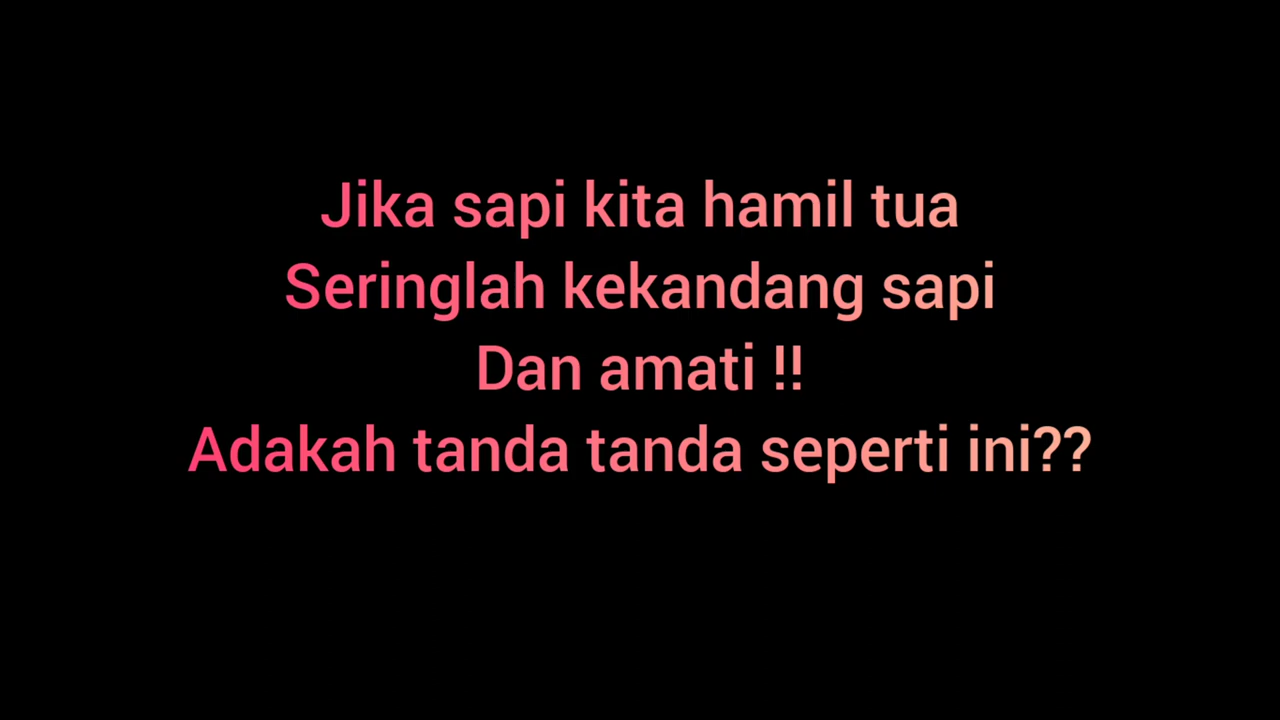 Jika sapi kita hamil tua
Seringlah kekandang sapi
Dan amati !!
Adakah tanda tanda seperti ini??